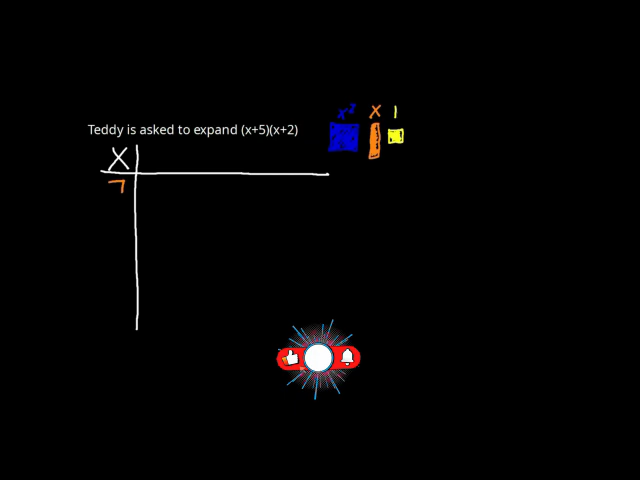 x² x 1
Teddy is asked to expand (x+5)(x+2)
X